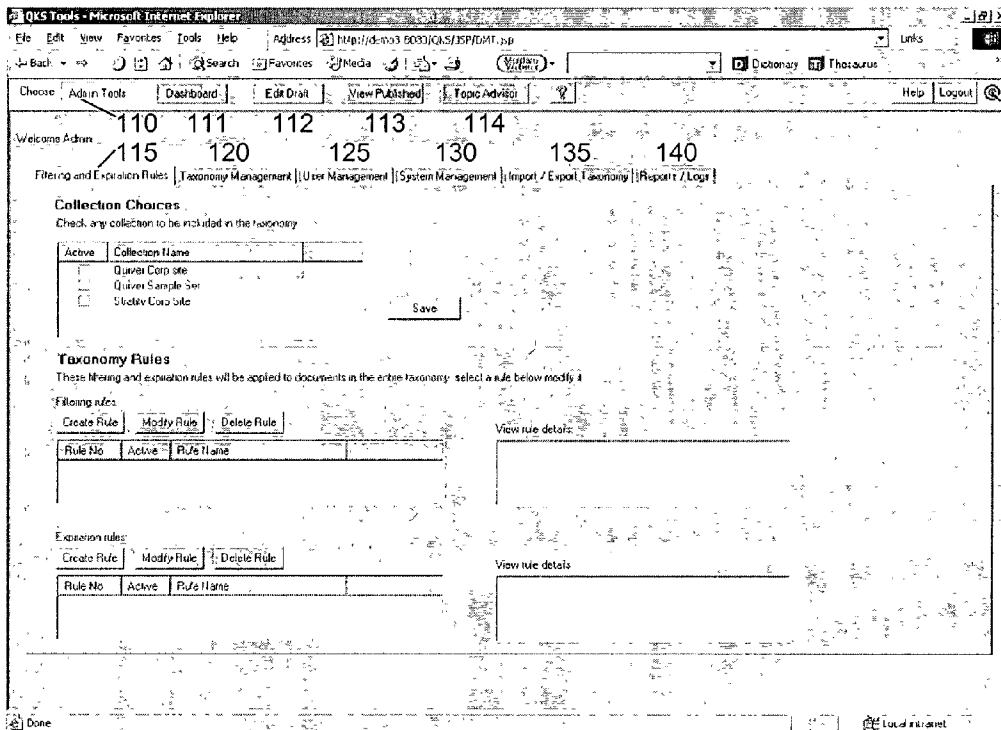 QKS Tools - Microsoft Internet Explorer
File Edit View Favorites Tools Help Address http://demo3:8080/QKS/JSP/DMT.jsp Links
Back Search Favorites Media Dictionary Thesaurus
Choose Admin Tools Dashboard Edit Draft View Published Topic Advisor ? Help Logout
110 111 112 113 114
Welcome Admin
115 120 125 130 135 140
Filtering and Expiration Rules Taxonomy Management User Management System Management Import / Export Taxonomy Reports / Logs
Collection Choices
Check any collection to be included in the taxonomy
Active Collection Name
Quiver Corp site
Quiver Sample Set
Stratify Corp Site
Save
Taxonomy Rules
These filtering and expiration rules will be applied to documents in the entire taxonomy select a rule below modify it
Filtering rules
Create Rule Modify Rule Delete Rule
View rule details
Rule No Active Rule Name
Expiration rules
Create Rule Modify Rule Delete Rule
View rule details
Rule No Active Rule Name
Done Local intranet